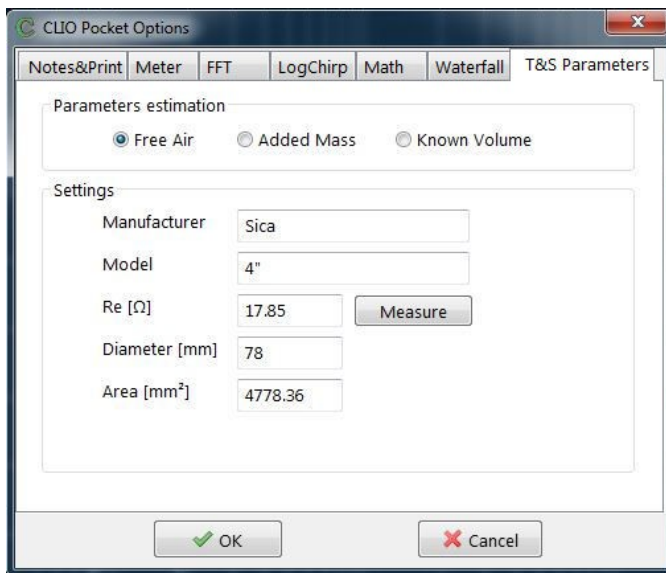 CLIO Pocket Options
Notes&Print Meter FFT LogChirp Math Waterfall T&S Parameters
Parameters estimation
Free Air Added Mass Known Volume
Settings
Manufacturer Sica
Model 4"
Re [Ω] 17.85 Measure
Diameter [mm] 78
Area [mm²] 4778.36
OK Cancel